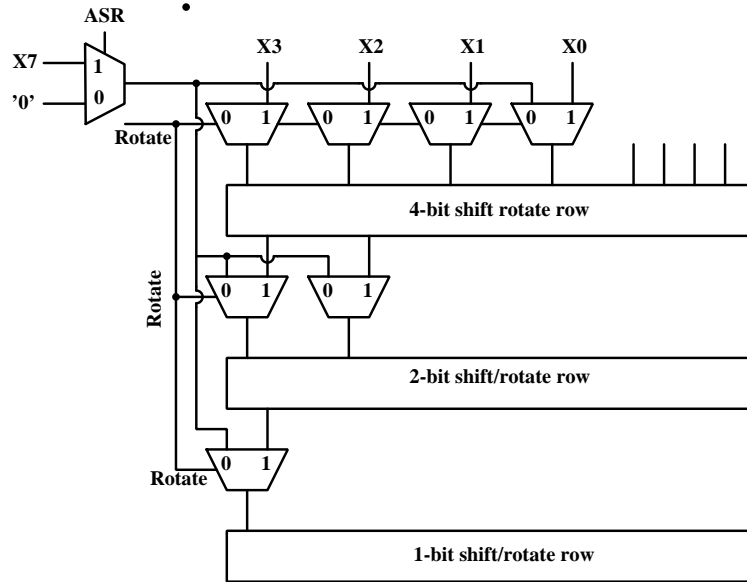 ASR
X7
1
'0'
0
X3
X2
X1
X0
Rotate
0 1
0 1
0 1
0 1
4-bit shift rotate row
Rotate
0 1
0 1
2-bit shift/rotate row
Rotate
0 1
1-bit shift/rotate row